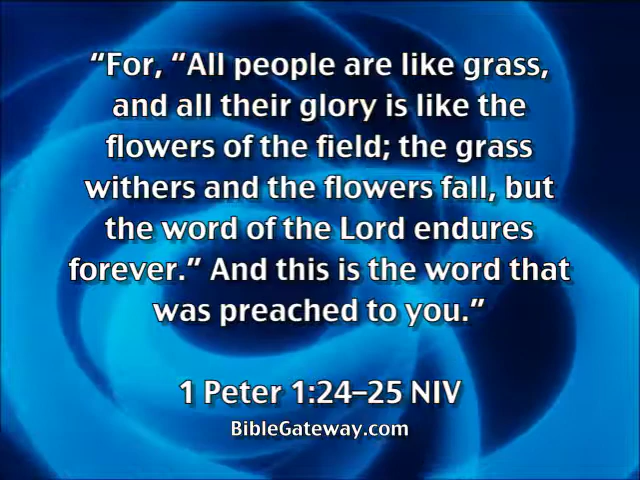 “For, “All people are like grass,
and all their glory is like the
flowers of the field; the grass
withers and the flowers fall, but
the word of the Lord endures
forever.” And this is the word that
was preached to you.”
1 Peter 1:24–25 NIV
BibleGateway.com